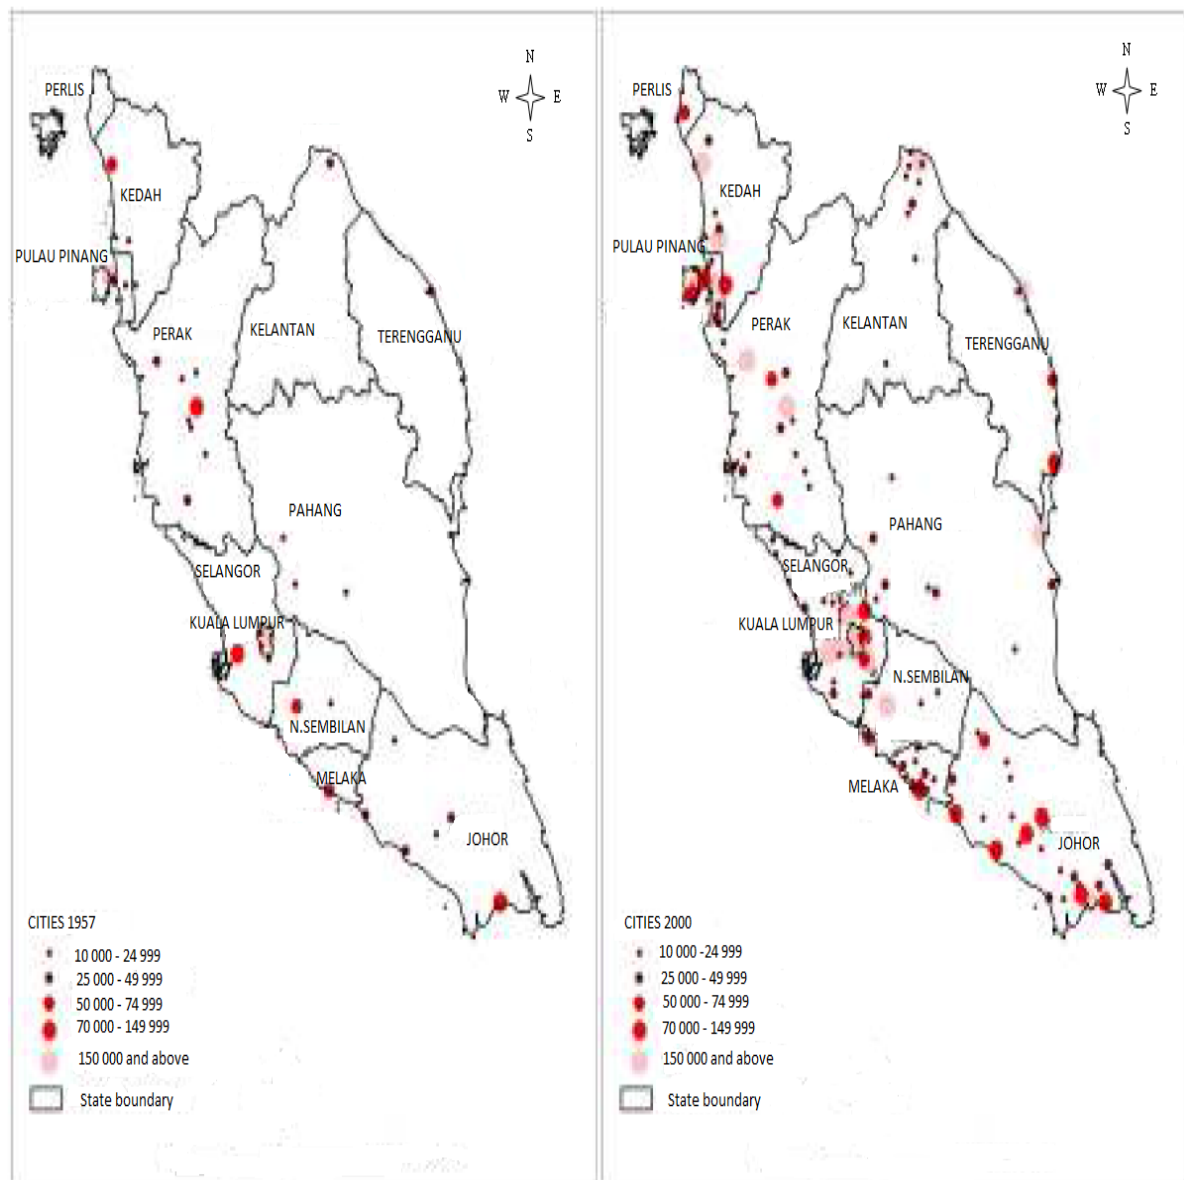 N
W E
S
PERLIS
KEDAH
PULAU PINANG
PERAK
KELANTAN
TERENGGANU
PAHANG
SELANGOR
KUALA LUMPUR
N.SEMBILAN
MELAKA
JOHOR
CITIES 1957
10 000 - 24 999
25 000 - 49 999
50 000 - 74 999
70 000 - 149 999
150 000 and above
State boundary
N
W E
S
PERLIS
KEDAH
PULAU PINANG
PERAK
KELANTAN
TERENGGANU
PAHANG
SELANGOR
KUALA LUMPUR
N.SEMBILAN
MELAKA
JOHOR
CITIES 2000
10 000 -24 999
25 000 - 49 999
50 000 - 74 999
70 000 - 149 999
150 000 and above
State boundary